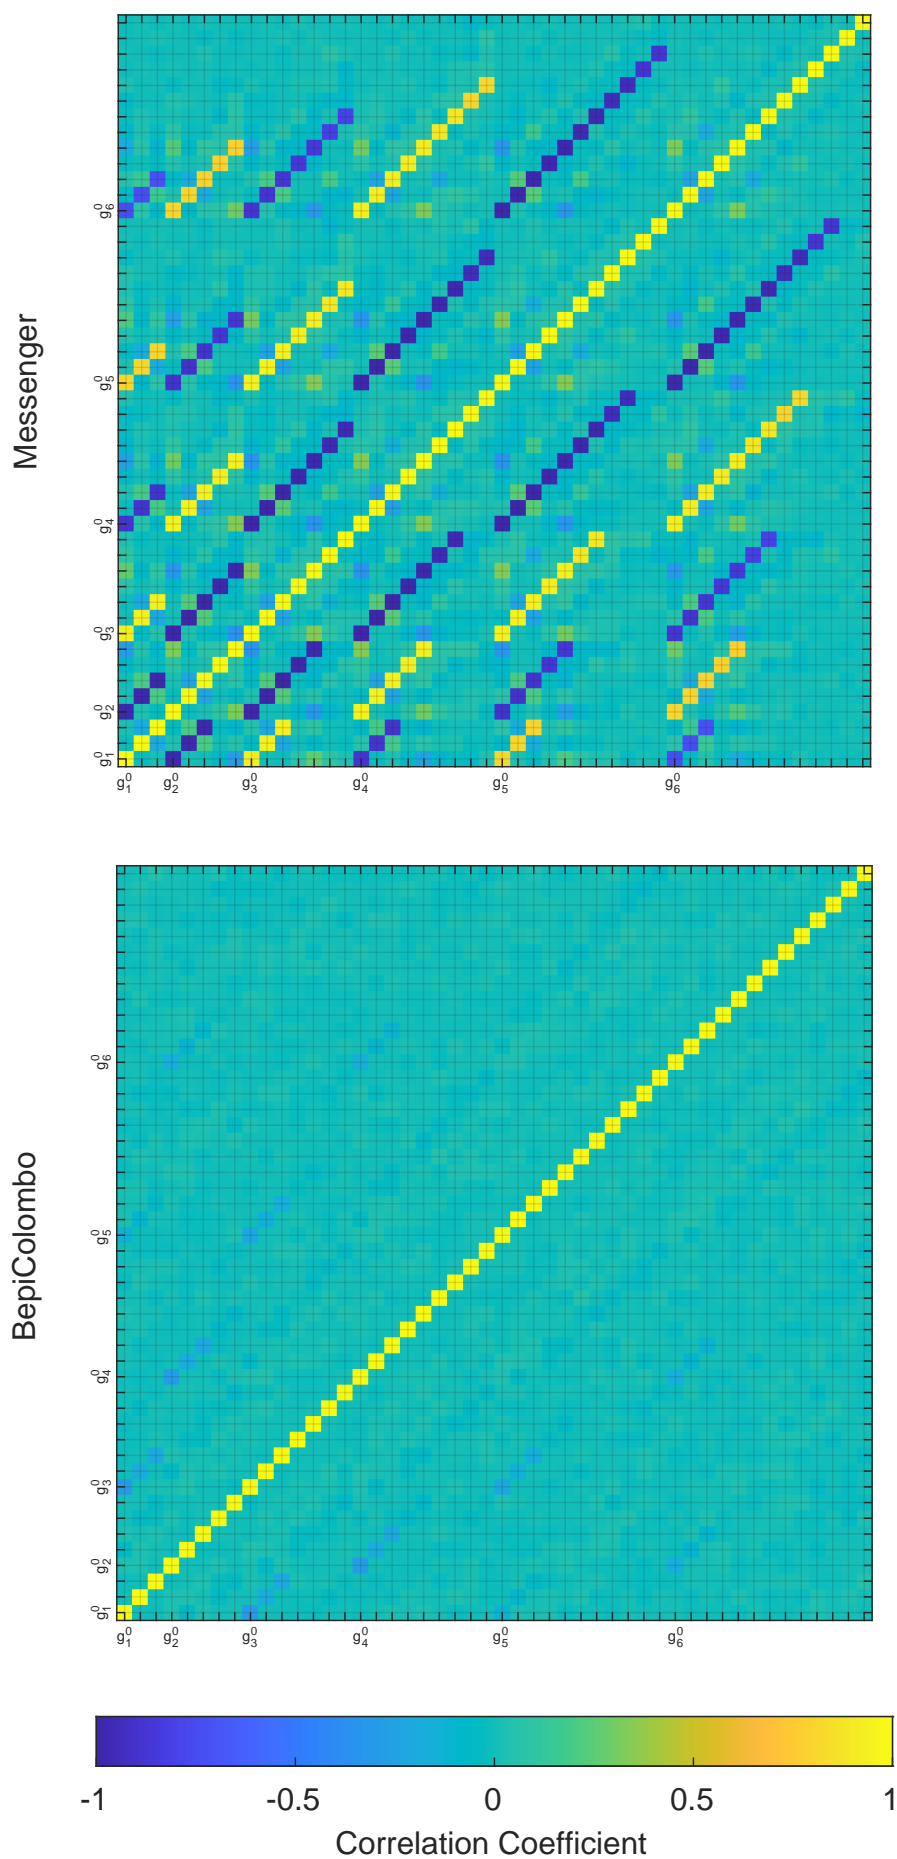 Messenger
g₆⁰
g₅⁰
g₄⁰
g₃⁰
g₂⁰
g₁⁰
g₁⁰ g₂⁰ g₃⁰ g₄⁰ g₅⁰ g₆⁰
BepiColombo
g₆⁰
g₅⁰
g₄⁰
g₃⁰
g₂⁰
g₁⁰
g₁⁰ g₂⁰ g₃⁰ g₄⁰ g₅⁰ g₆⁰
-1 -0.5 0 0.5 1
Correlation Coefficient